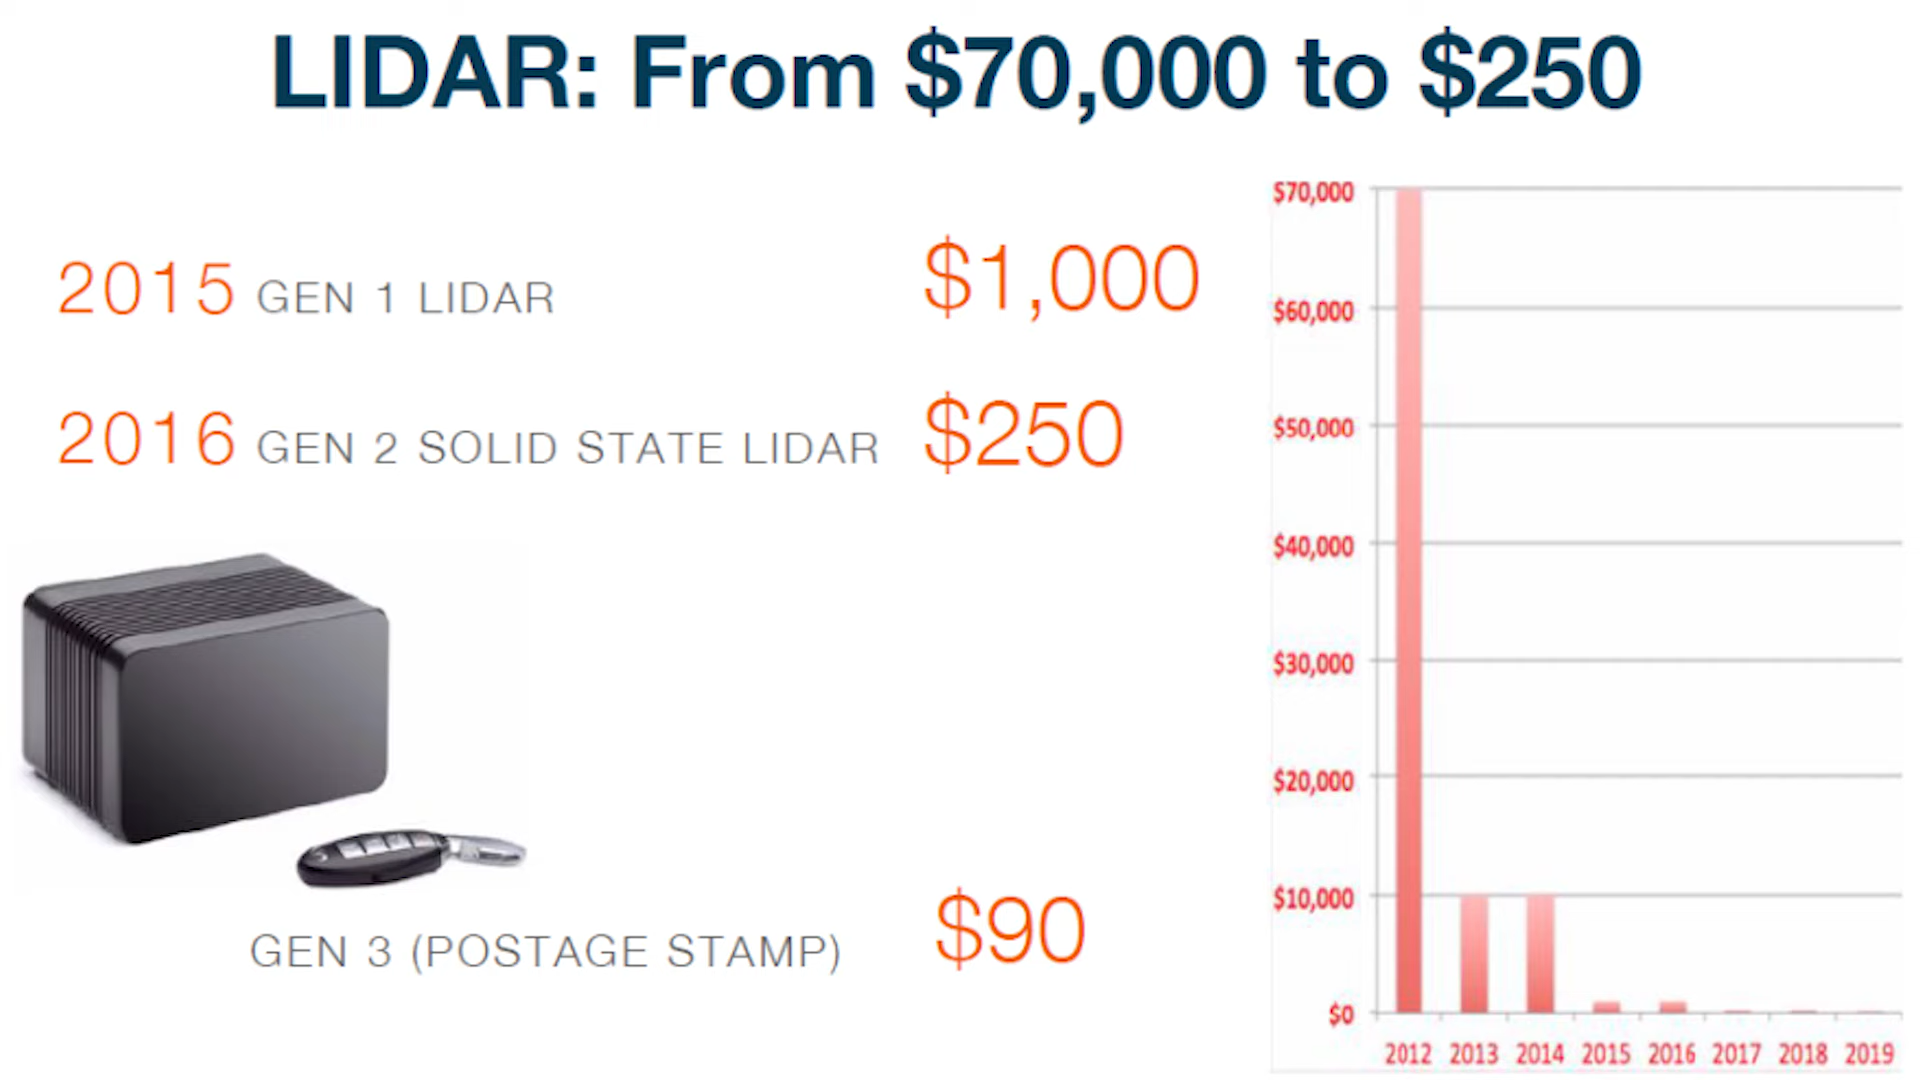 LIDAR: From $70,000 to $250
2015 GEN 1 LIDAR $1,000
2016 GEN 2 SOLID STATE LIDAR $250
GEN 3 (POSTAGE STAMP) $90
$70,000
$60,000
$50,000
$40,000
$30,000
$20,000
$10,000
$0
2012 2013 2014 2015 2016 2017 2018 2019